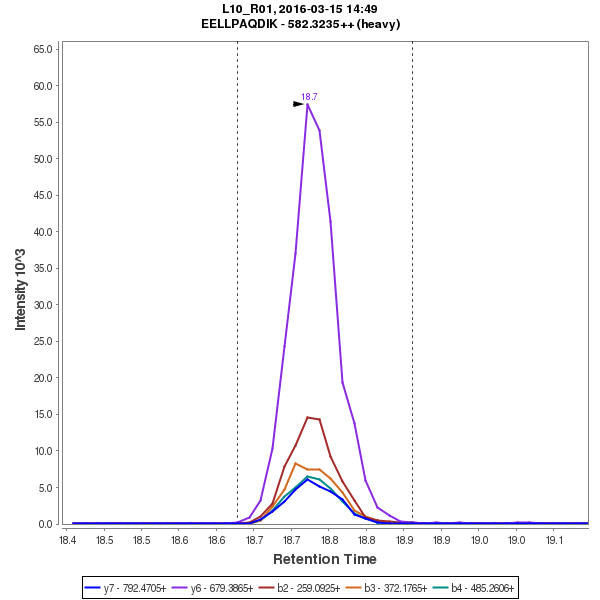 L10_R01, 2016-03-15 14:49
EELLPAQDIK - 582.3235++ (heavy)
65.0
60.0
55.0
50.0
45.0
40.0
35.0
30.0
25.0
20.0
15.0
10.0
5.0
0.0
Intensity 10^3
18.7
18.4 18.5 18.5 18.6 18.6 18.7 18.7 18.8 18.8 18.9 18.9 19.0 19.0 19.1
Retention Time
y7 - 792.4705+ y6 - 679.3865+ b2 - 259.0925+ b3 - 372.1765+ b4 - 485.2606+